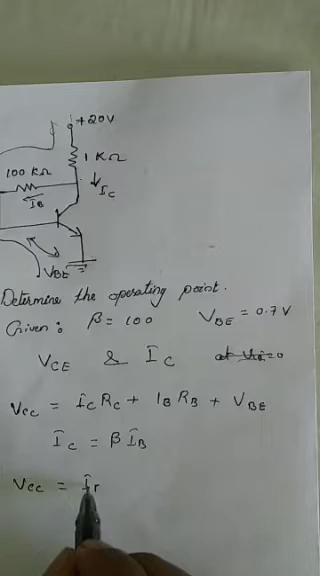 +20V
1 KΩ
100 KΩ
I_C
I_B
V_BE
Determine the operating point.
Given : β = 100 V_BE = 0.7 V
V_CE & I_C
V_CC = I_C R_C + I_B R_B + V_BE
I_C = β I_B
V_CC = I